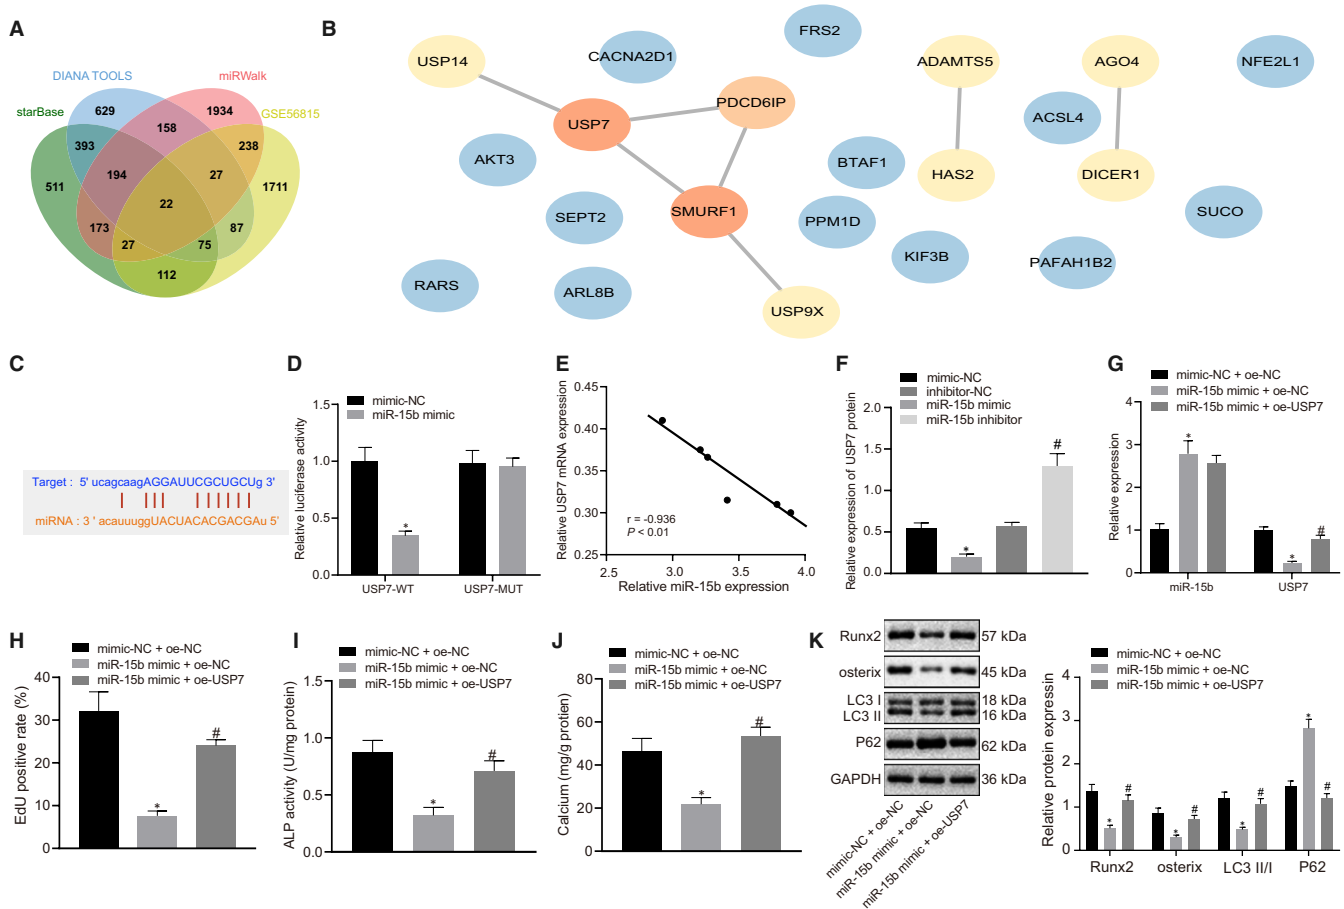 A
DIANA TOOLS
miRWalk
starBase
GSE56815
629
1934
158
393
238
194
27
511
1711
22
173
87
27
75
112
B
FRS2
CACNA2D1
USP14
ADAMTS5
AGO4
NFE2L1
PDCD6IP
USP7
ACSL4
AKT3
BTAF1
HAS2
DICER1
SEPT2
SMURF1
PPM1D
SUCO
KIF3B
PAFAH1B2
RARS
ARL8B
USP9X
C
Target : 5' ucagcaagAGGAUUCGCUGCUg 3'
miRNA : 3 ' acauuuggUACUACACGACGAu 5'
D
mimic-NC
miR-15b mimic
Relative luciferase activity
1.5
1.0
0.5
0.0
*
USP7-WT
USP7-MUT
E
Relative USP7 mRNA expression
0.45
0.40
0.35
0.30
0.25
r = -0.936
P < 0.01
2.5
3.0
3.5
4.0
Relative miR-15b expression
F
mimic-NC
inhibitor-NC
miR-15b mimic
miR-15b inhibitor
Relative expression of USP7 protein
2.0
1.5
1.0
0.5
0.0
*
#
G
mimic-NC + oe-NC
miR-15b mimic + oe-NC
miR-15b mimic + oe-USP7
Relative expression
4
3
2
1
0
*
*
#
miR-15b
USP7
H
mimic-NC + oe-NC
miR-15b mimic + oe-NC
miR-15b mimic + oe-USP7
EdU positive rate (%)
40
30
20
10
0
*
#
I
mimic-NC + oe-NC
miR-15b mimic + oe-NC
miR-15b mimic + oe-USP7
ALP activity (U/mg protein)
1.5
1.0
0.5
0.0
*
#
J
mimic-NC + oe-NC
miR-15b mimic + oe-NC
miR-15b mimic + oe-USP7
Calcium (mg/g protien)
80
60
40
20
0
*
#
K
Runx2
57 kDa
osterix
45 kDa
LC3 I
18 kDa
LC3 II
16 kDa
P62
62 kDa
GAPDH
36 kDa
mimic-NC + oe-NC
miR-15b mimic + oe-NC
miR-15b mimic + oe-USP7
mimic-NC + oe-NC
miR-15b mimic + oe-NC
miR-15b mimic + oe-USP7
Relative protein expressin
4
3
2
1
0
*
#
*
#
*
#
*
#
Runx2
osterix
LC3 II/I
P62